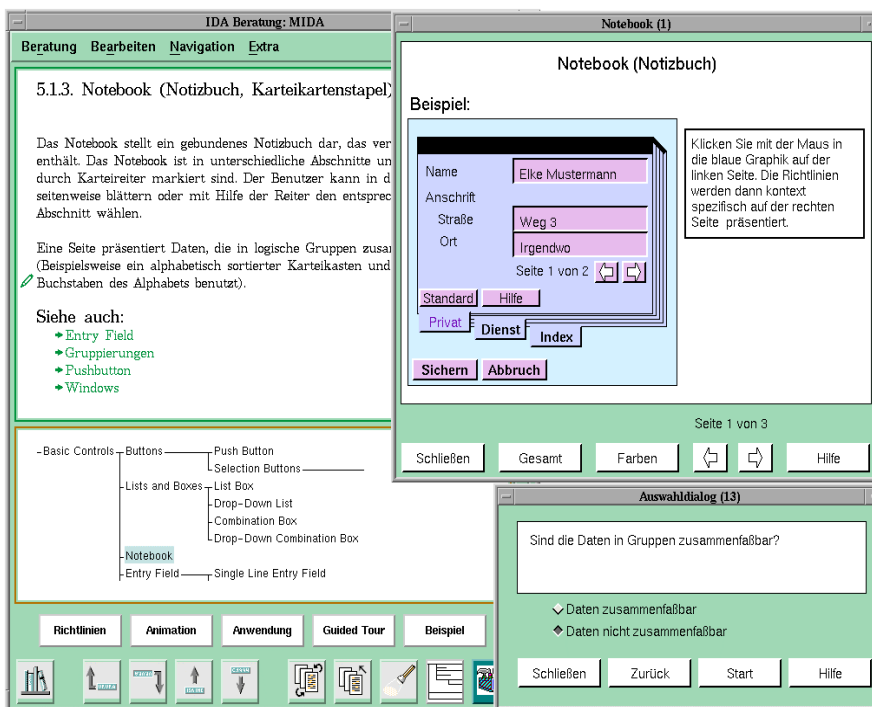 IDA Beratung: MIDA
Beratung Bearbeiten Navigation Extra
5.1.3. Notebook (Notizbuch, Karteikartenstapel)
Das Notebook stellt ein gebundenes Notizbuch dar, das ver
enthält. Das Notebook ist in unterschiedliche Abschnitte un
durch Karteireiter markiert sind. Der Benutzer kann in d
seitenweise blättern oder mit Hilfe der Reiter den entsprec
Abschnitt wählen.
Eine Seite präsentiert Daten, die in logische Gruppen zusa
(Beispielsweise ein alphabetisch sortierter Karteikasten und
Buchstaben des Alphabets benutzt).
Siehe auch:
Entry Field
Gruppierungen
Pushbutton
Windows
Basic Controls Buttons Push Button
Selection Buttons
Lists and Boxes List Box
Drop-Down List
Combination Box
Drop-Down Combination Box
Notebook
Entry Field Single Line Entry Field
Richtlinien Animation Anwendung Guided Tour Beispiel
Notebook (1)
Notebook (Notizbuch)
Beispiel:
Name Elke Mustermann
Anschrift
Straße Weg 3
Ort Irgendwo
Seite 1 von 2
Standard Hilfe
Privat Dienst Index
Sichern Abbruch
Klicken Sie mit der Maus in
die blaue Graphik auf der
linken Seite. Die Richtlinien
werden dann kontext
spezifisch auf der rechten
Seite präsentiert.
Seite 1 von 3
Schließen Gesamt Farben Hilfe
Auswahldialog (13)
Sind die Daten in Gruppen zusammenfaßbar?
Daten zusammenfaßbar
Daten nicht zusammenfaßbar
Schließen Zurück Start Hilfe